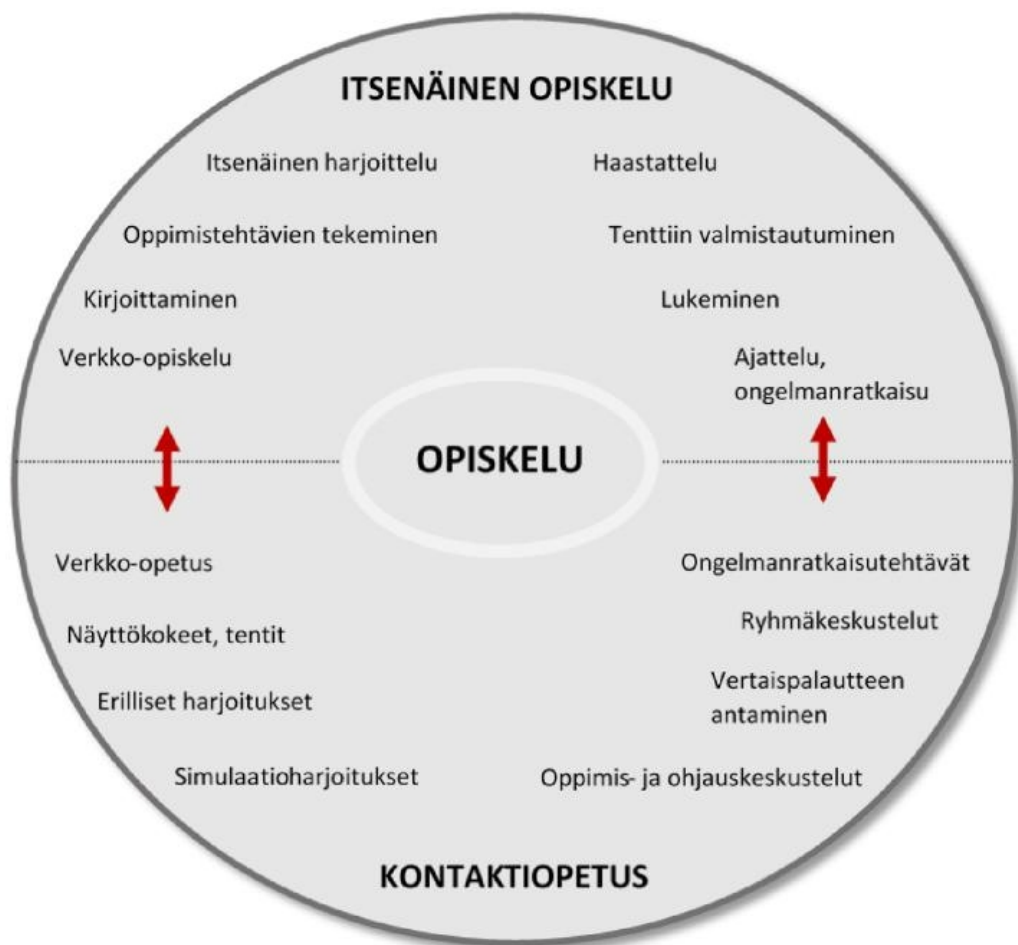 ITSENÄINEN OPISKELU
Itsenäinen harjoittelu
Haastattelu
Oppimistehtävien tekeminen
Tenttiin valmistautuminen
Kirjoittaminen
Lukeminen
Verkko-opiskelu
Ajattelu,
ongelmanratkaisu
OPISKELU
Verkko-opetus
Ongelmanratkaisutehtävät
Näyttökokeet, tentit
Ryhmäkeskustelut
Erilliset harjoitukset
Vertaispalautteen
antaminen
Simulaatioharjoitukset
Oppimis- ja ohjauskeskustelut
KONTAKTIOPETUS